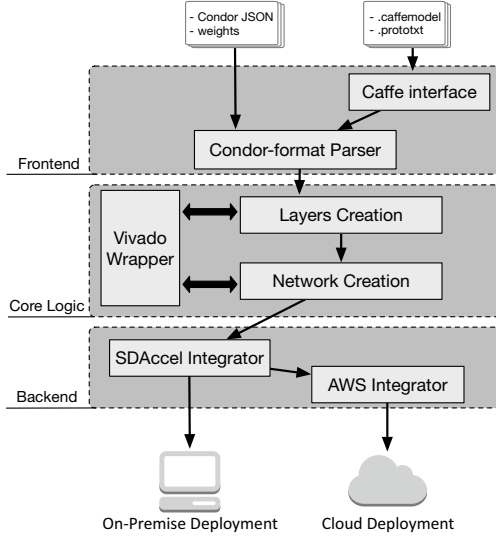 - Condor JSON
- weights
- .caffemodel
- .prototxt
Caffe interface
Condor-format Parser
Frontend
Layers Creation
Vivado
Wrapper
Network Creation
Core Logic
SDAccel Integrator
AWS Integrator
Backend
On-Premise Deployment
Cloud Deployment